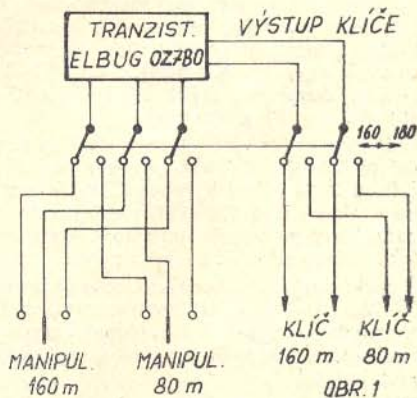 TRANZIST.
ELBUG OZ7BO
VÝSTUP KLÍČE
160 180
MANIPUL.
160 m
MANIPUL.
80 m
KLÍČ
160 m
KLÍČ
80 m
OBR. 1